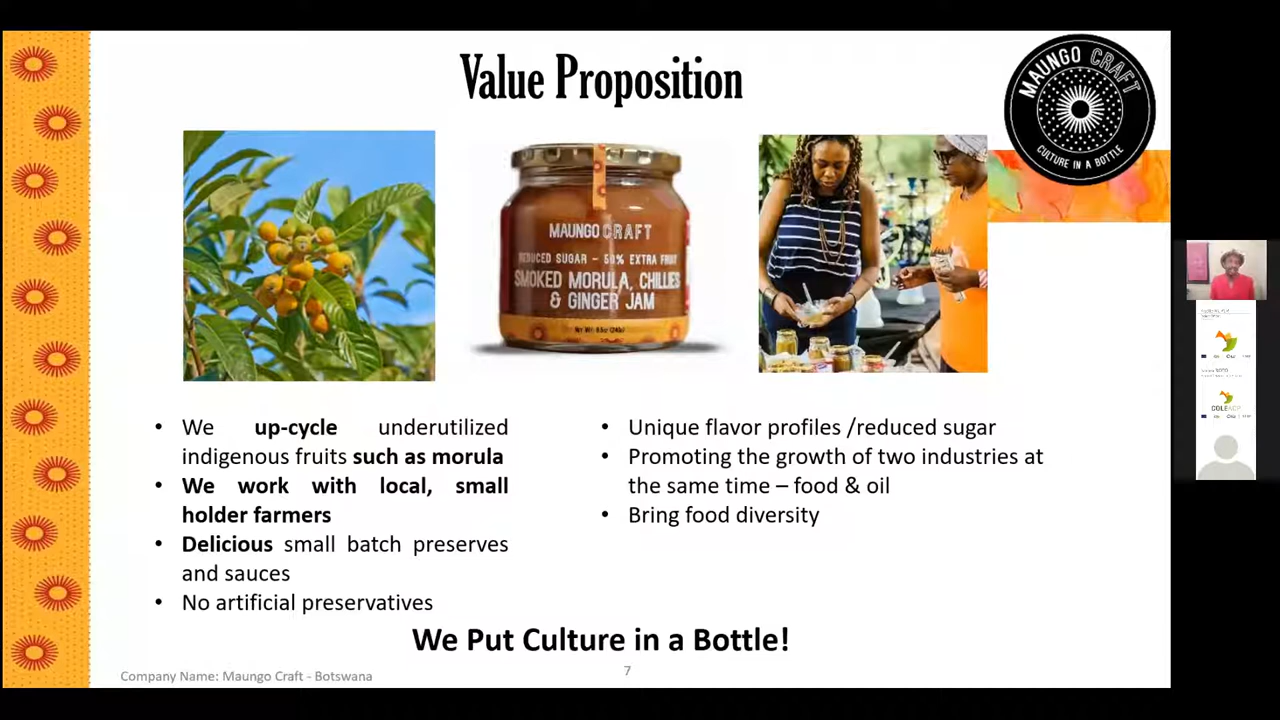 Value Proposition
MAUNGO CRAFT
CULTURE IN A BOTTLE
MAUNGO CRAFT
REDUCED SUGAR – 50% EXTRA FRUIT
SMOKED MORULA, CHILLIES
& GINGER JAM
• We up-cycle underutilized
indigenous fruits such as morula
• We work with local, small
holder farmers
• Delicious small batch preserves
and sauces
• No artificial preservatives
• Unique flavor profiles /reduced sugar
• Promoting the growth of two industries at
the same time – food & oil
• Bring food diversity
We Put Culture in a Bottle!
Company Name: Maungo Craft - Botswana
7